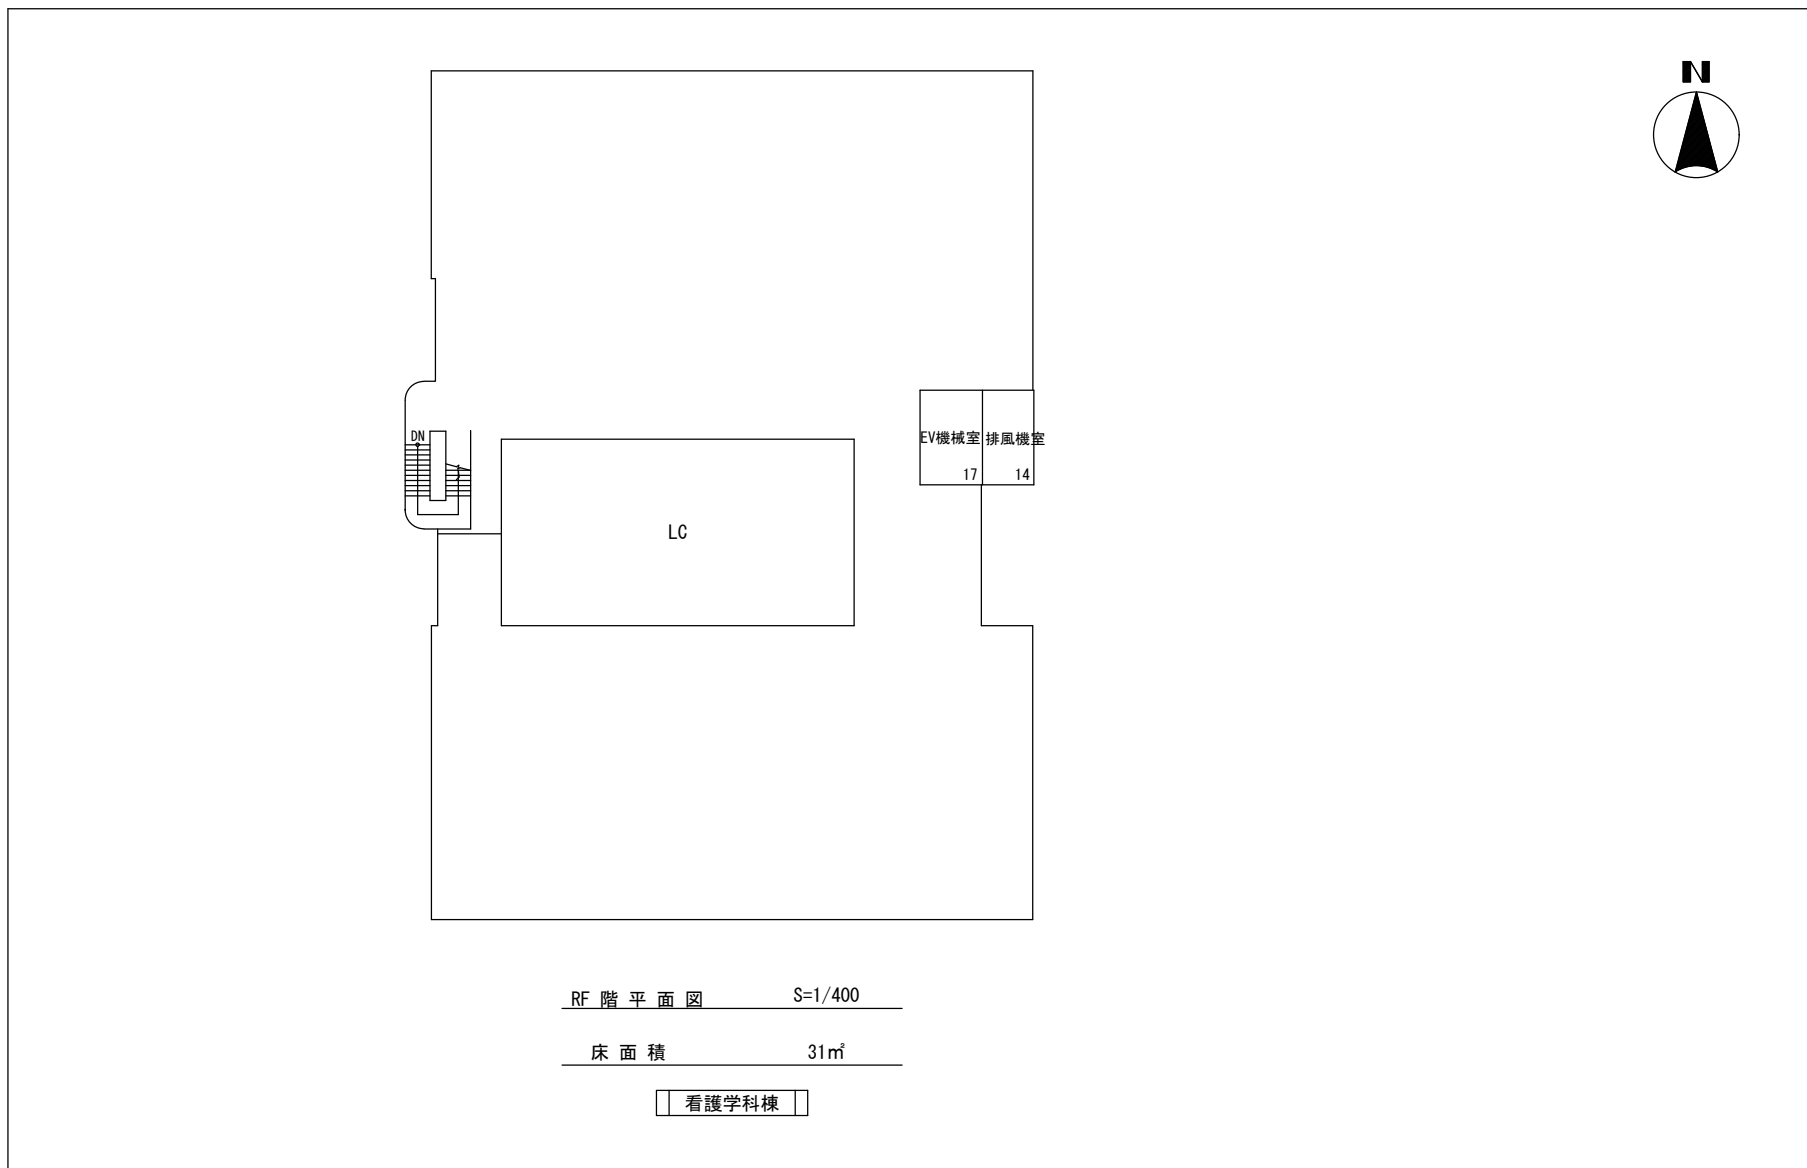 N
DN
EV機械室
排風機室
17
14
LC
RF 階 平 面 図 S=1/400
床 面 積 31㎡
看護学科棟